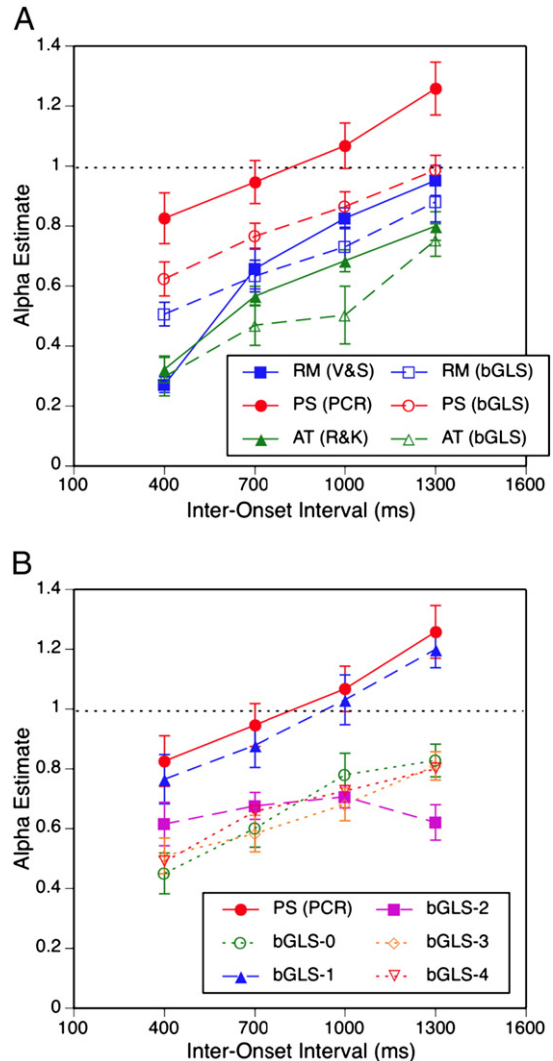 A
1.4
1.2
1
0.8
0.6
0.4
0.2
0
Alpha Estimate
RM (V&S) RM (bGLS)
PS (PCR) PS (bGLS)
AT (R&K) AT (bGLS)
100 400 700 1000 1300 1600
Inter-Onset Interval (ms)
B
1.4
1.2
1
0.8
0.6
0.4
0.2
0
Alpha Estimate
PS (PCR) bGLS-2
bGLS-0 bGLS-3
bGLS-1 bGLS-4
100 400 700 1000 1300 1600
Inter-Onset Interval (ms)